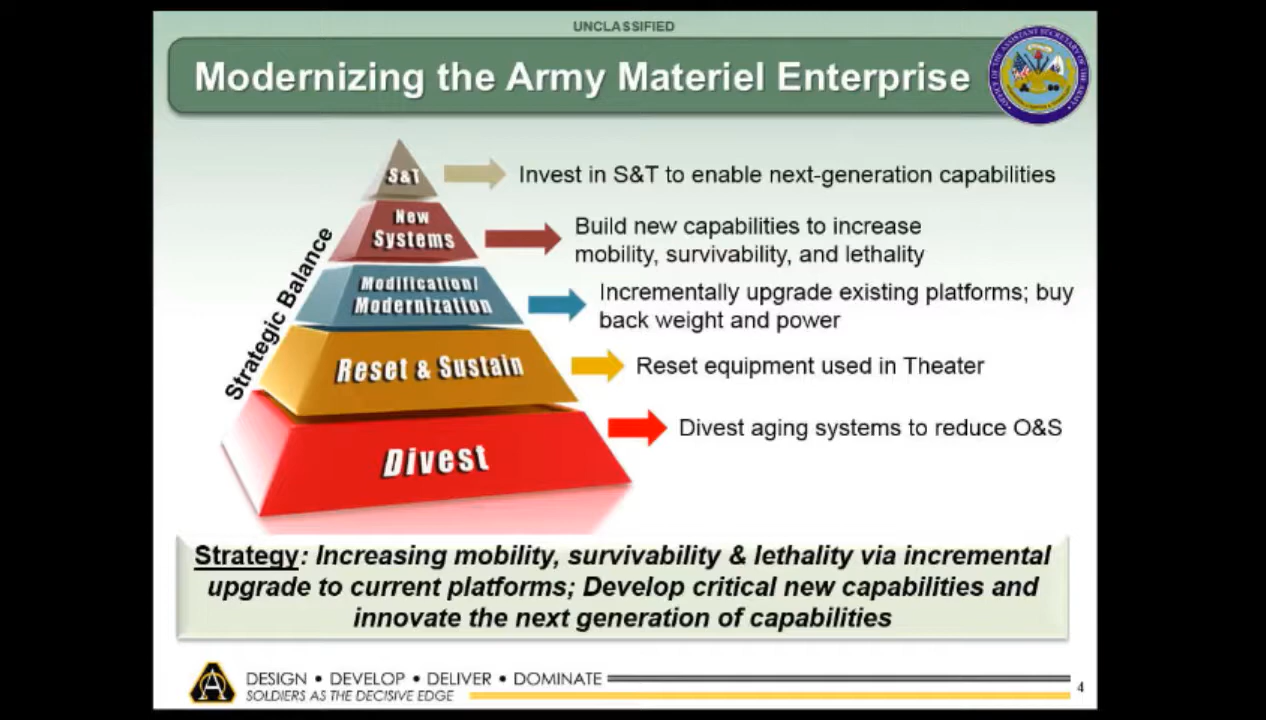 UNCLASSIFIED
Modernizing the Army Materiel Enterprise
S&T
Invest in S&T to enable next-generation capabilities
New
Systems
Build new capabilities to increase
mobility, survivability, and lethality
Modification/
Modernization
Incrementally upgrade existing platforms; buy
back weight and power
Strategic Balance
Reset & Sustain
Reset equipment used in Theater
Divest
Divest aging systems to reduce O&S
Strategy: Increasing mobility, survivability & lethality via incremental
upgrade to current platforms; Develop critical new capabilities and
innovate the next generation of capabilities
DESIGN • DEVELOP • DELIVER • DOMINATE
SOLDIERS AS THE DECISIVE EDGE
4